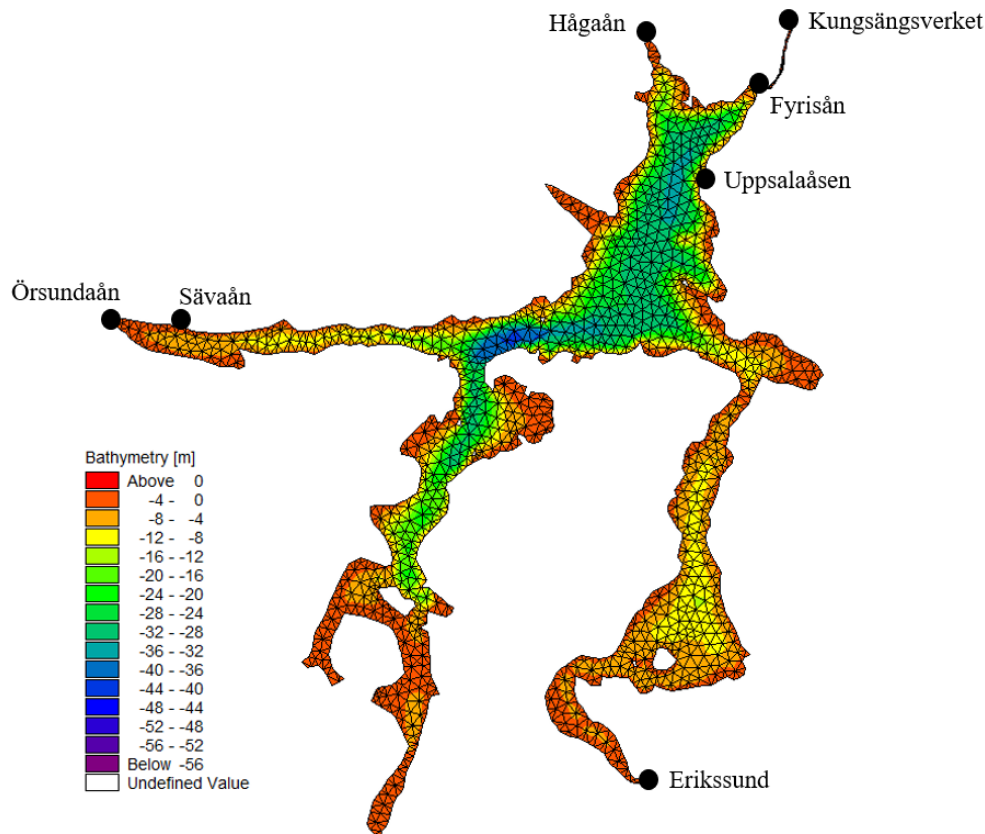 Hågaån
Kungsängsverket
Fyrisån
Uppsalaåsen
Örsundaån
Sävaån
Bathymetry [m]
Above 0
-4 - 0
-8 - -4
-12 - -8
-16 - -12
-20 - -16
-24 - -20
-28 - -24
-32 - -28
-36 - -32
-40 - -36
-44 - -40
-48 - -44
-52 - -48
-56 - -52
Below -56
Undefined Value
Erikssund